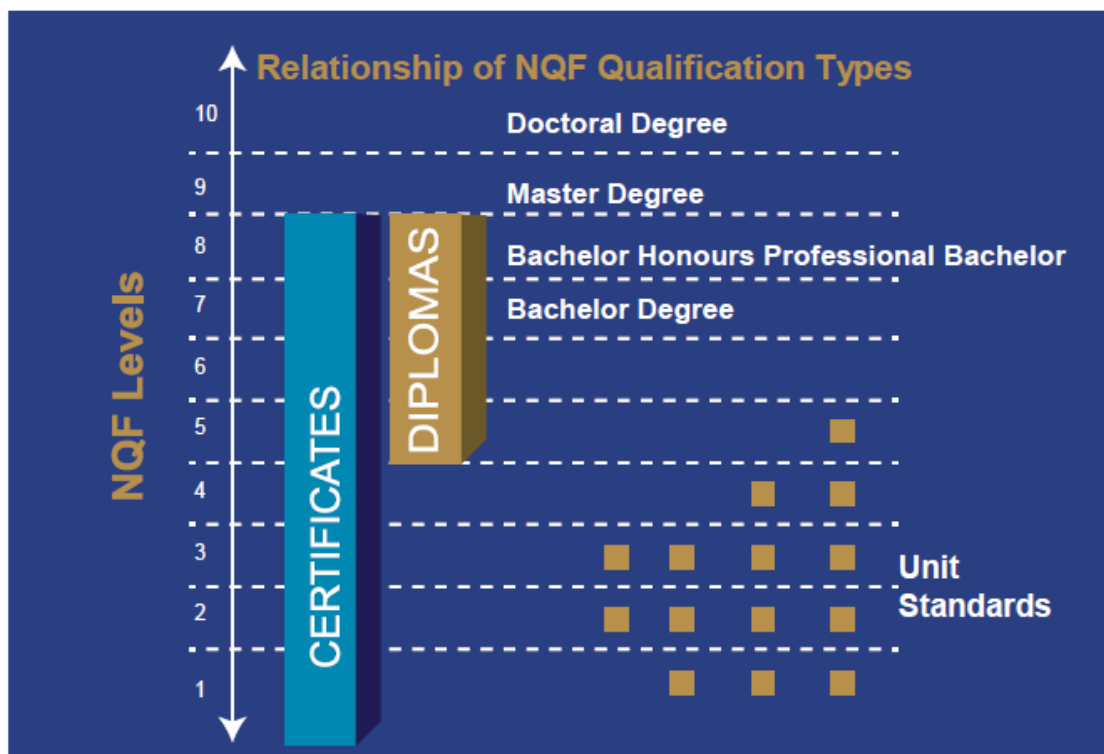 Relationship of NQF Qualification Types
10
Doctoral Degree
9
Master Degree
8
Bachelor Honours Professional Bachelor
7
Bachelor Degree
6
5
4
3
2
1
NQF Levels
CERTIFICATES
DIPLOMAS
Unit
Standards